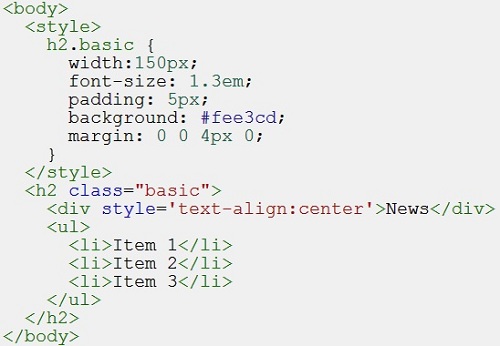 <body>
  <style>
    h2.basic {
      width:150px;
      font-size: 1.3em;
      padding: 5px;
      background: #fee3cd;
      margin: 0 0 4px 0;
    }
  </style>
  <h2 class="basic">
    <div style='text-align:center'>News</div>
    <ul>
      <li>Item 1</li>
      <li>Item 2</li>
      <li>Item 3</li>
    </ul>
  </h2>
</body>